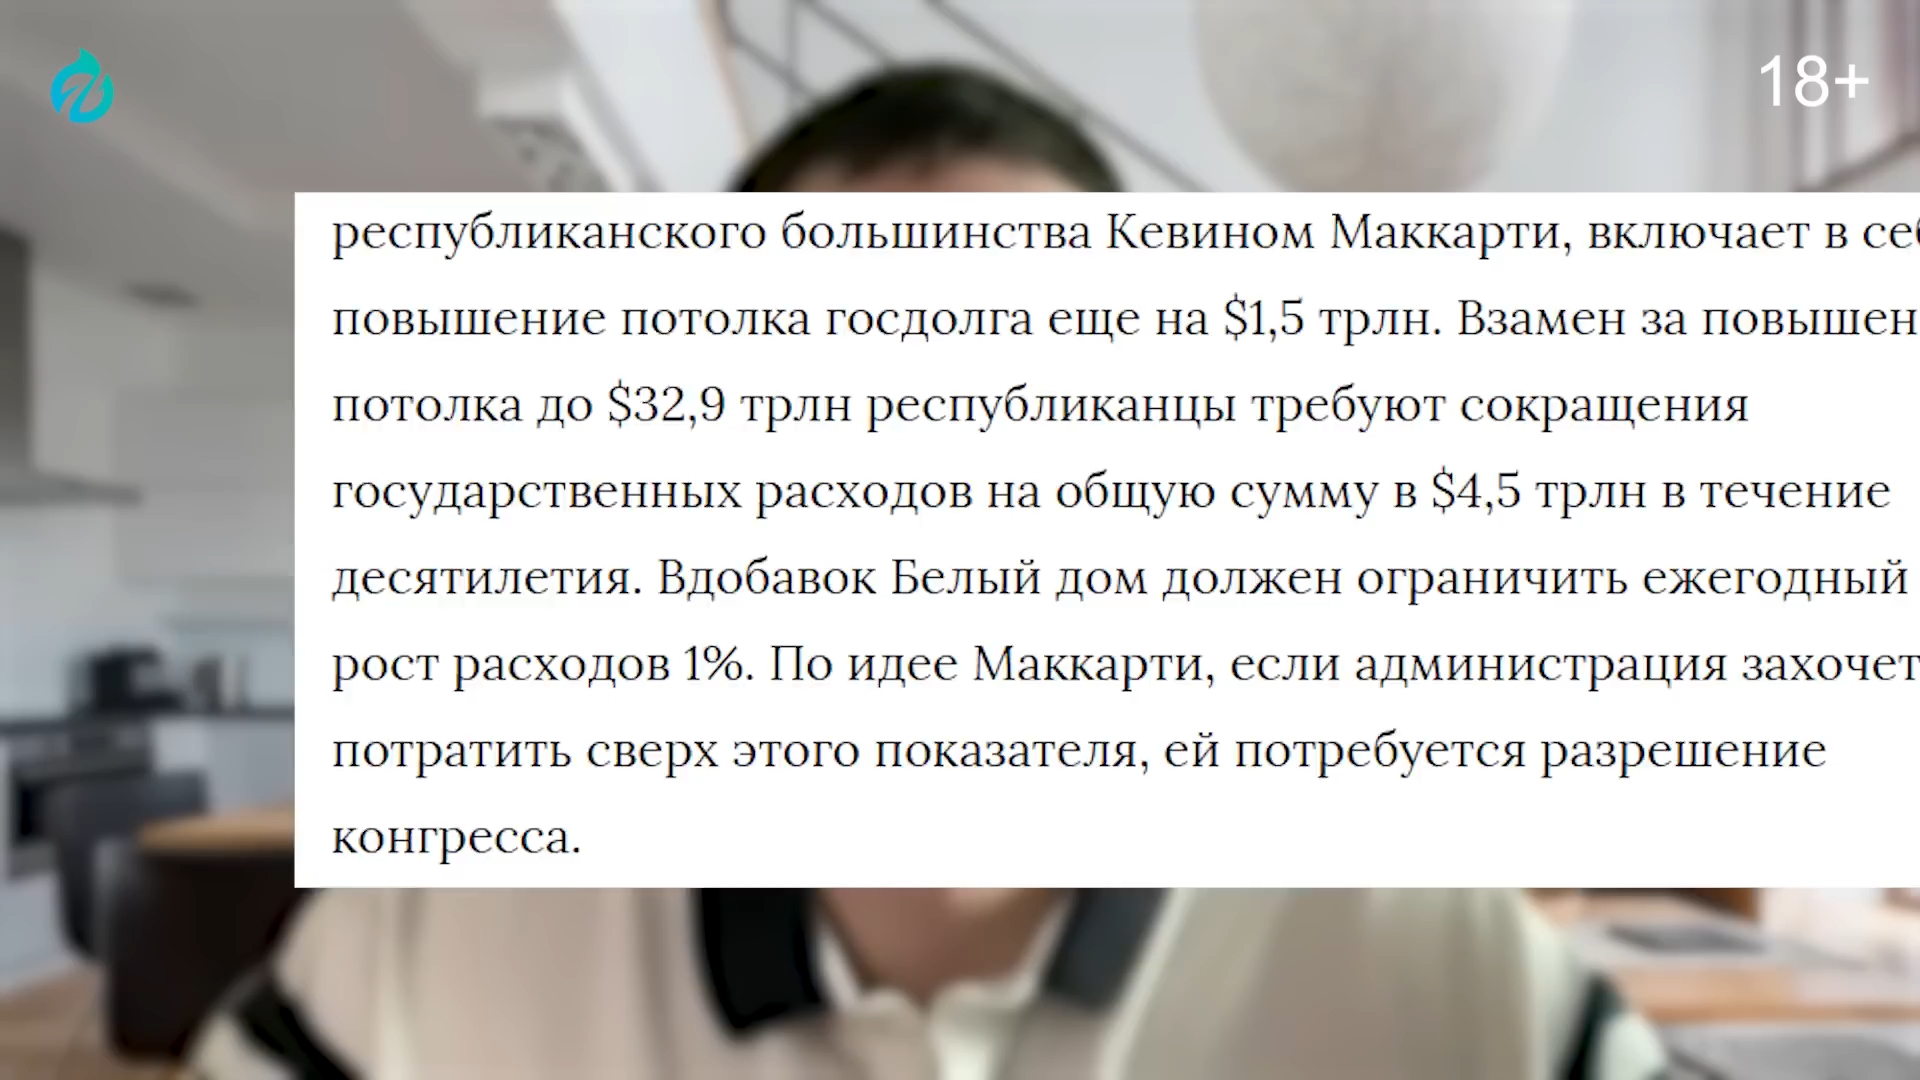 18+
республиканского большинства Кевином Маккарти, включает в
повышение потолка госдолга еще на $1,5 трлн. Взамен за
потолка до $32,9 трлн республиканцы требуют сокращения
государственных расходов на общую сумму в $4,5 трлн в течение
десятилетия. Вдобавок Белый дом должен ограничить ежегодный
рост расходов 1%. По идее Маккарти, если администрация захочет
потратить сверх этого показателя, ей потребуется разрешение
конгресса.